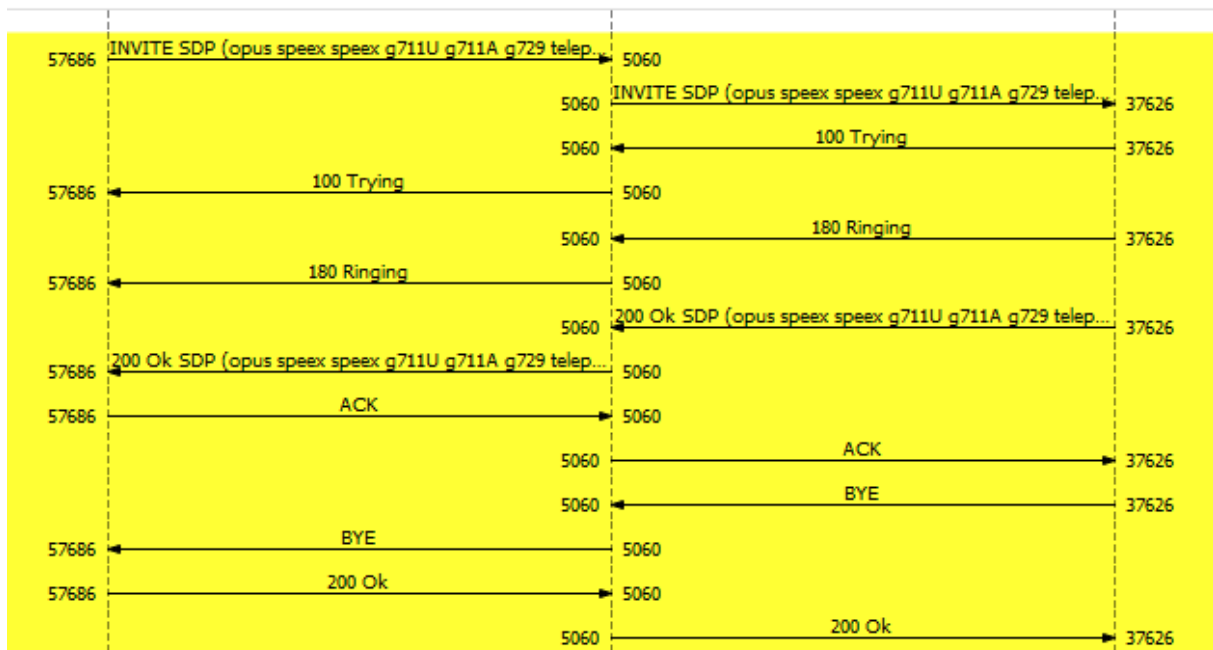 57686 INVITE SDP (opus speex speex g711U g711A g729 telep... 5060
5060 INVITE SDP (opus speex speex g711U g711A g729 telep... 37626
5060 100 Trying 37626
57686 100 Trying 5060
5060 180 Ringing 37626
57686 180 Ringing 5060
5060 200 Ok SDP (opus speex speex g711U g711A g729 telep... 37626
57686 200 Ok SDP (opus speex speex g711U g711A g729 telep... 5060
57686 ACK 5060
5060 ACK 37626
5060 BYE 37626
57686 BYE 5060
57686 200 Ok 5060
5060 200 Ok 37626